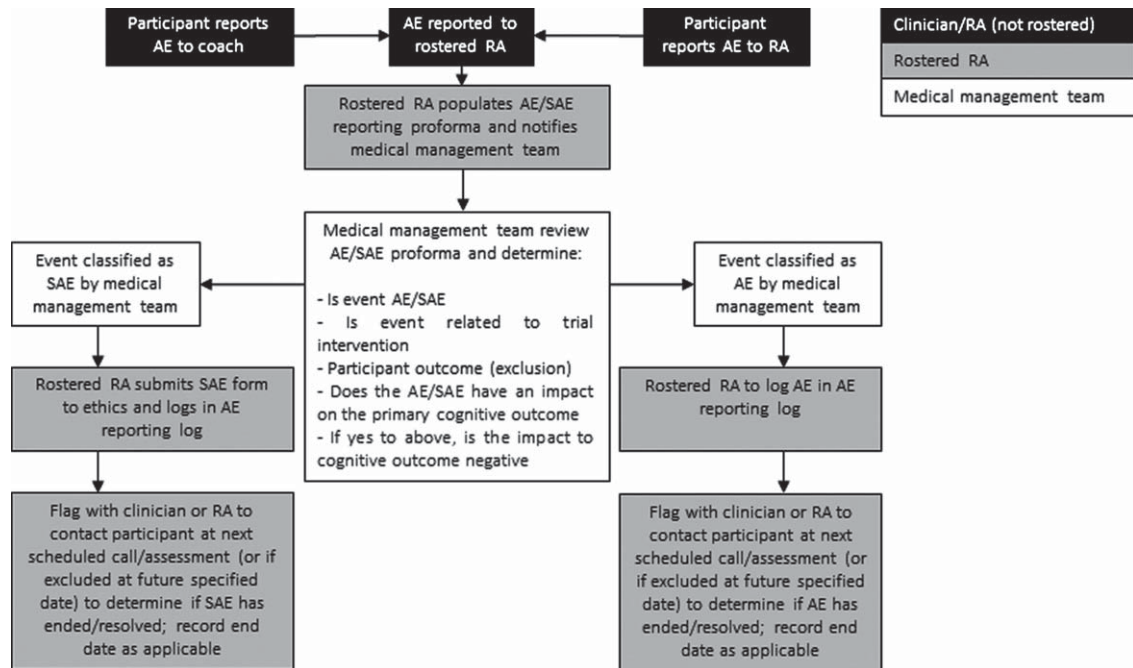 Participant reports
AE to coach
AE reported to
rostered RA
Participant
reports AE to RA
Clinician/RA (not rostered)
Rostered RA
Medical management team
Rostered RA populates AE/SAE
reporting proforma and notifies
medical management team
Medical management team review
AE/SAE proforma and determine:
- Is event AE/SAE
- Is event related to trial
intervention
- Participant outcome (exclusion)
- Does the AE/SAE have an impact
on the primary cognitive outcome
- If yes to above, is the impact to
cognitive outcome negative
Event classified as
SAE by medical
management team
Event classified as
AE by medical
management team
Rostered RA submits SAE form
to ethics and logs in AE
reporting log
Rostered RA to log AE in AE
reporting log
Flag with clinician or RA to
contact participant at next
scheduled call/assessment (or if
excluded at future specified
date) to determine if SAE has
ended/resolved; record end
date as applicable
Flag with clinician or RA to
contact participant at next
scheduled call/assessment (or
if excluded at future specified
date) to determine if AE has
ended/resolved; record end
date as applicable